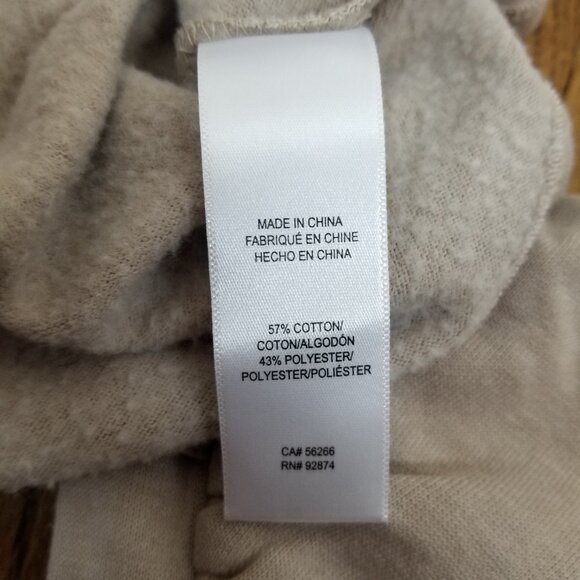 MADE IN CHINA
FABRIQUÉ EN CHINE
HECHO EN CHINA
57% COTTON/
COTON/ALGODÓN
43% POLYESTER/
POLYESTER/POLIÉSTER
CA# 56266
RN# 92874